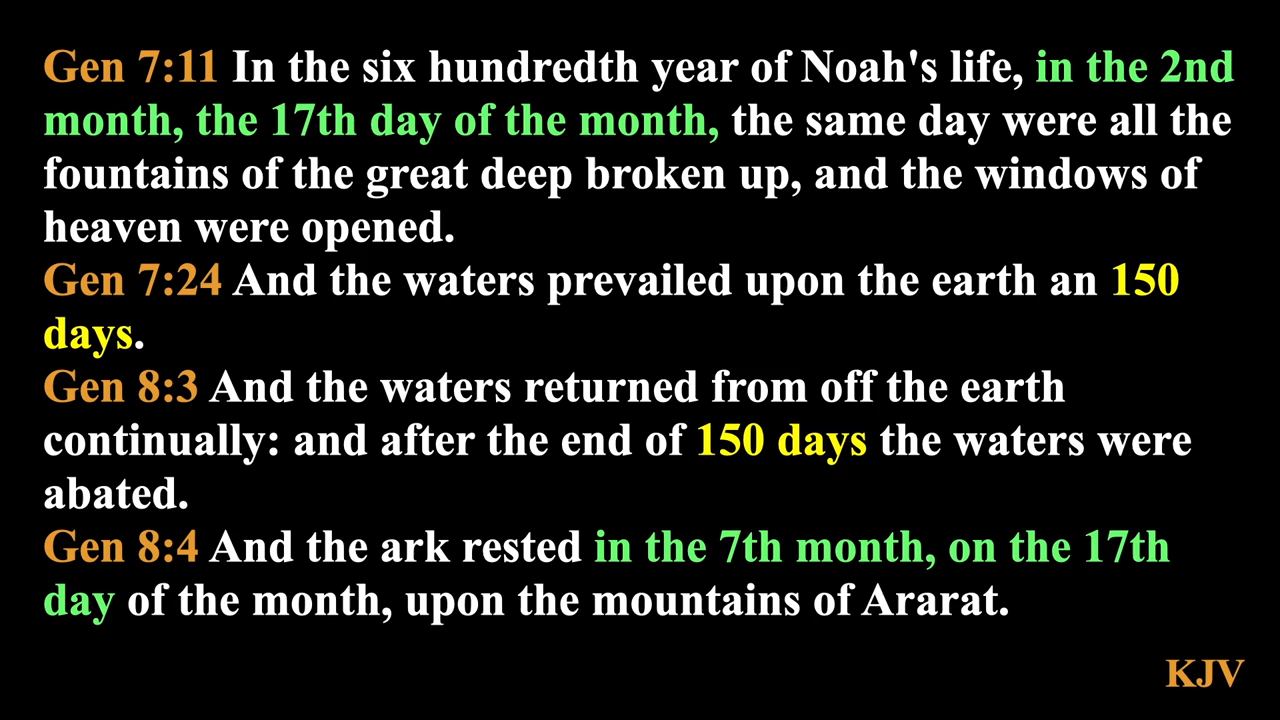 Gen 7:11 In the six hundredth year of Noah's life, in the 2nd
month, the 17th day of the month, the same day were all the
fountains of the great deep broken up, and the windows of
heaven were opened.
Gen 7:24 And the waters prevailed upon the earth an 150
days.
Gen 8:3 And the waters returned from off the earth
continually: and after the end of 150 days the waters were
abated.
Gen 8:4 And the ark rested in the 7th month, on the 17th
day of the month, upon the mountains of Ararat.
KJV